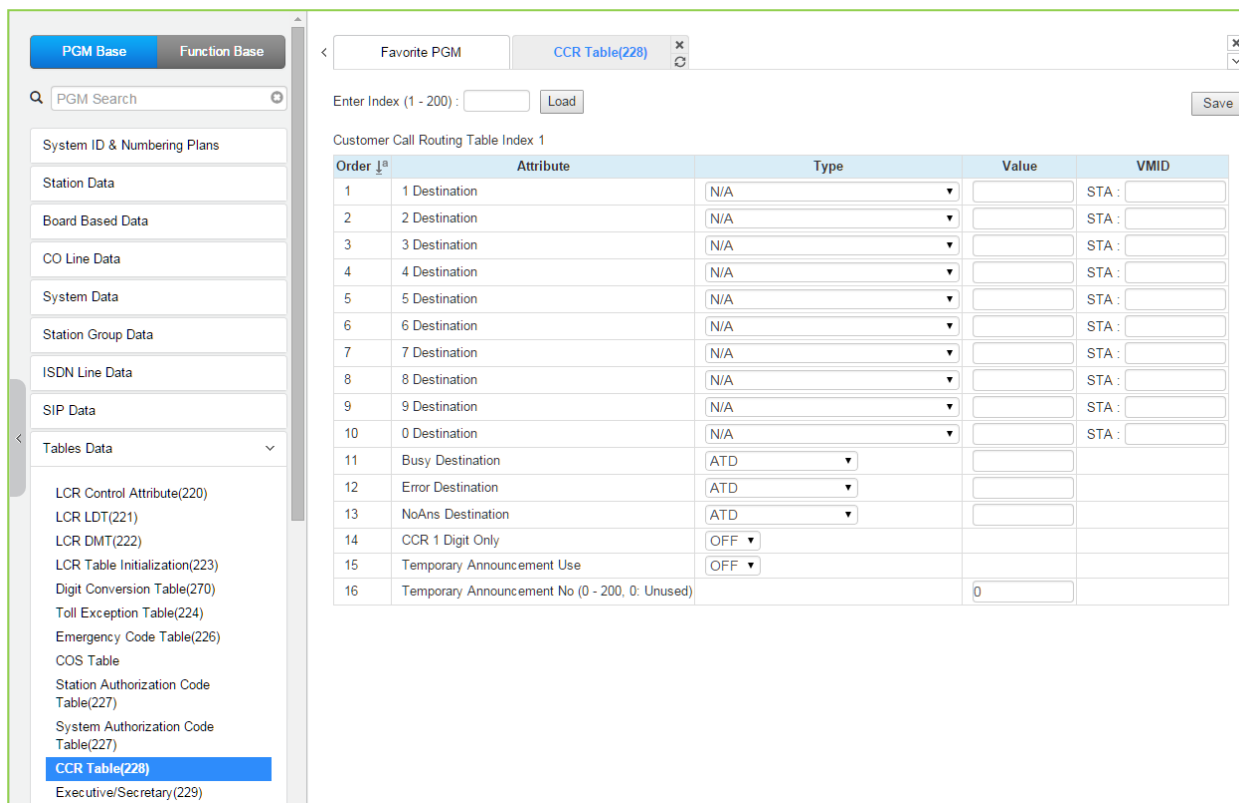 PGM Base Function Base
PGM Search
System ID & Numbering Plans
Station Data
Board Based Data
CO Line Data
System Data
Station Group Data
ISDN Line Data
SIP Data
Tables Data
LCR Control Attribute(220)
LCR LDT(221)
LCR DMT(222)
LCR Table Initialization(223)
Digit Conversion Table(270)
Toll Exception Table(224)
Emergency Code Table(226)
COS Table
Station Authorization Code
Table(227)
System Authorization Code
Table(227)
CCR Table(228)
Executive/Secretary(229)
Favorite PGM CCR Table(228)
Enter Index (1 - 200) : Load Save
Customer Call Routing Table Index 1
Order Attribute Type Value VMID
1 1 Destination N/A STA :
2 2 Destination N/A STA :
3 3 Destination N/A STA :
4 4 Destination N/A STA :
5 5 Destination N/A STA :
6 6 Destination N/A STA :
7 7 Destination N/A STA :
8 8 Destination N/A STA :
9 9 Destination N/A STA :
10 0 Destination N/A STA :
11 Busy Destination ATD
12 Error Destination ATD
13 NoAns Destination ATD
14 CCR 1 Digit Only OFF
15 Temporary Announcement Use OFF
16 Temporary Announcement No (0 - 200, 0: Unused) 0